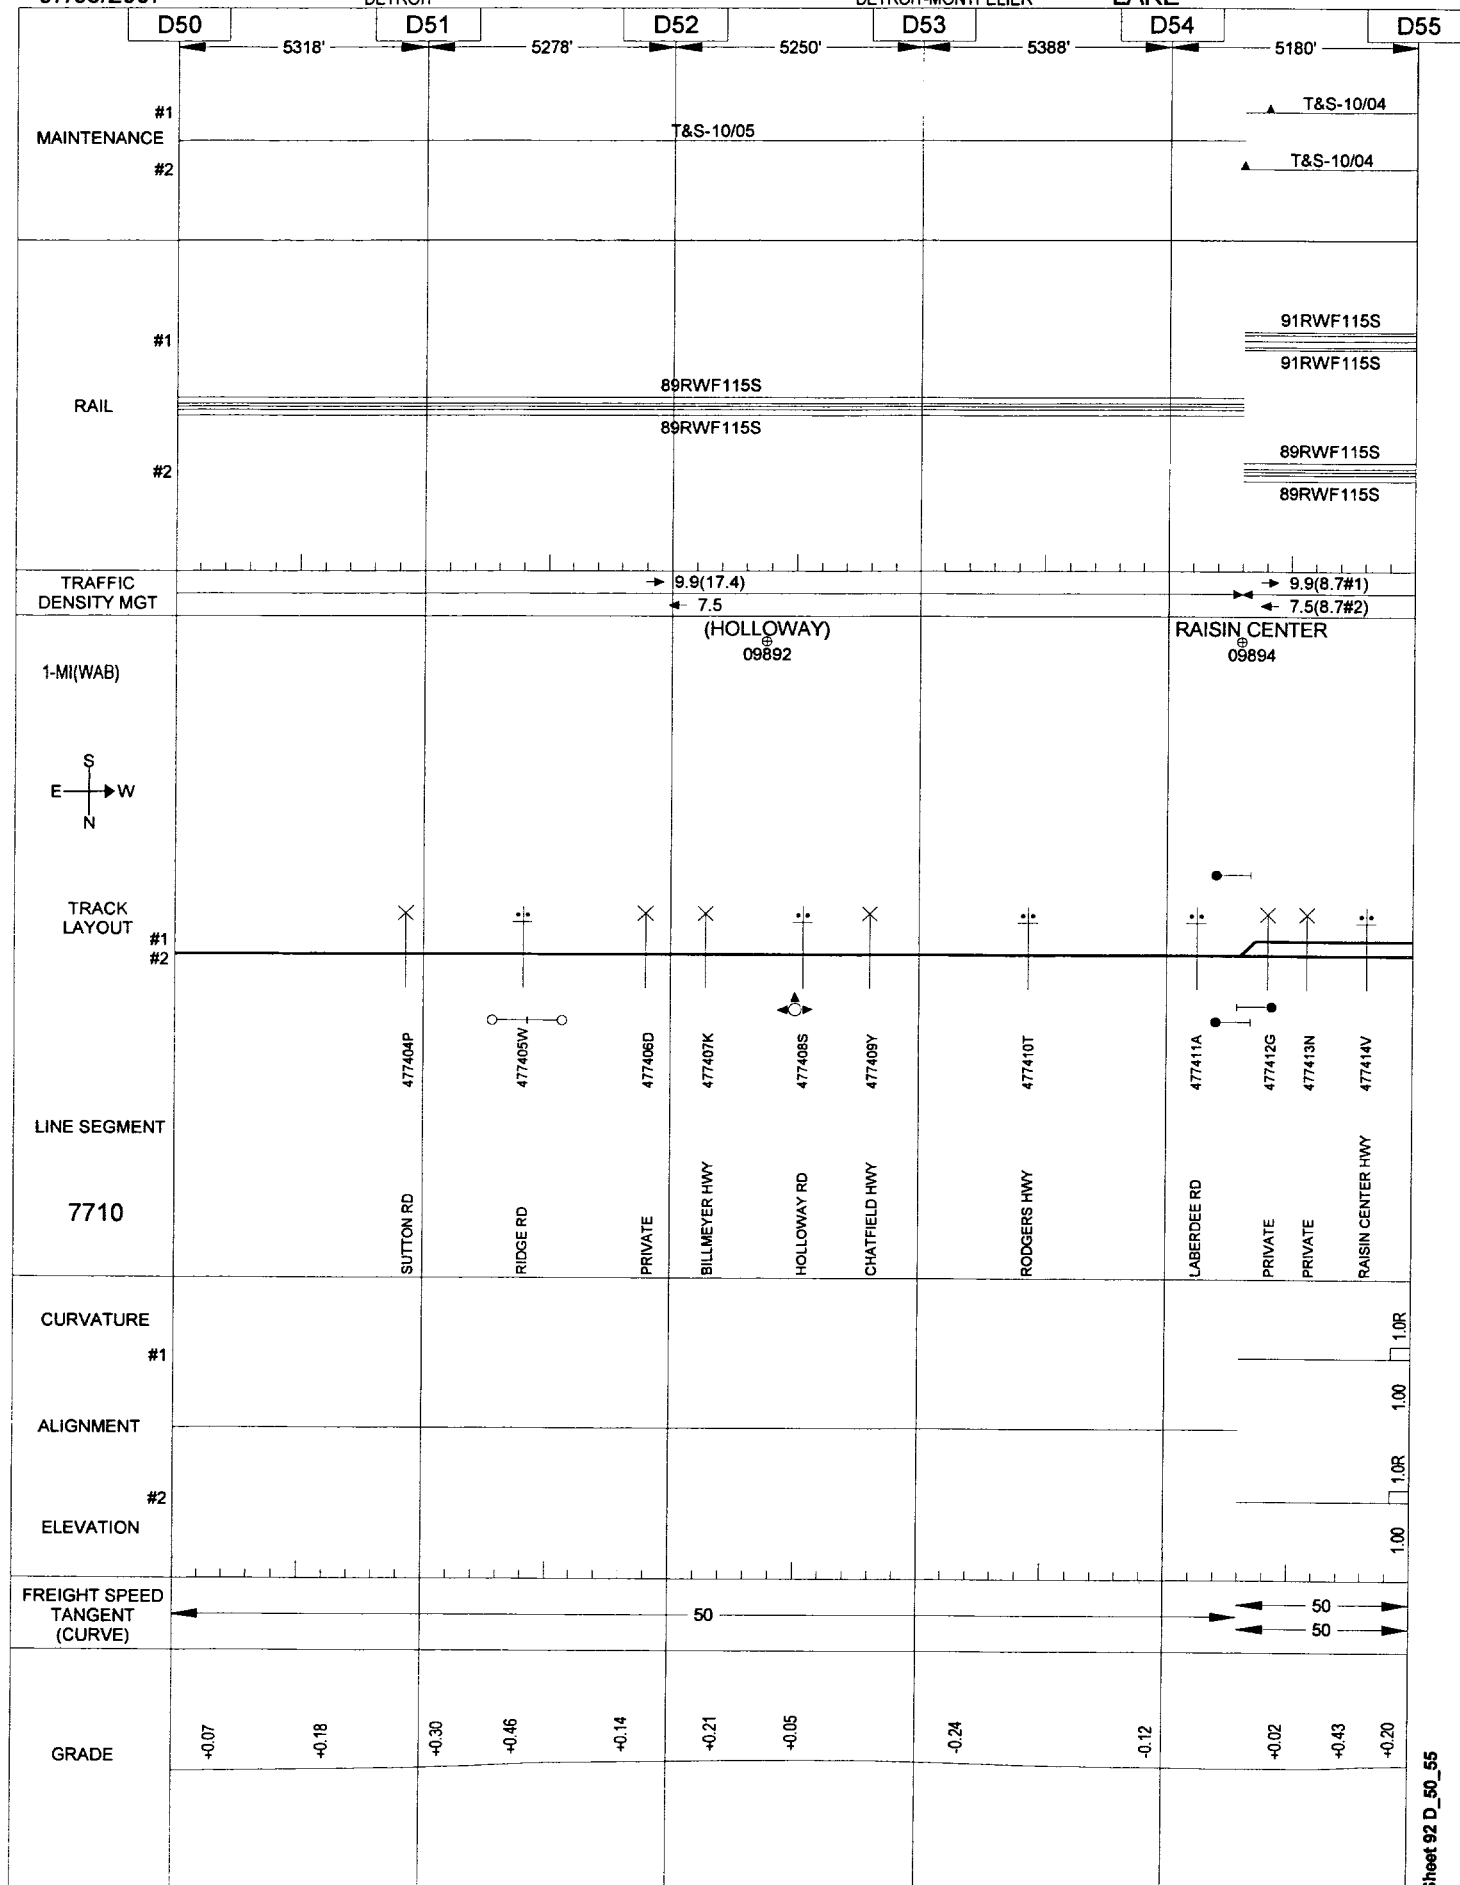 DETROIT
DETROIT-MONTPELIER
LAKE
D50 D51 D52 D53 D54 D55
5318' 5278' 5250' 5388' 5180'
#1 T&S-10/04
MAINTENANCE T&S-10/05
#2 T&S-10/04
91RWF115S
#1
91RWF115S
89RWF115S
RAIL
89RWF115S
89RWF115S
#2
89RWF115S
TRAFFIC
DENSITY MGT
9.9(17.4) 9.9(8.7#1)
7.5 7.5(8.7#2)
(HOLLOWAY) RAISIN CENTER
09892 09894
1-MI(WAB)
S
E W
N
TRACK
LAYOUT
#1
#2
477404P
477405W
477406D
477407K
477408S
477409Y
477410T
477411A
477412G
477413N
477414V
LINE SEGMENT
7710
SUTTON RD
RIDGE RD
PRIVATE
BILLMEYER HWY
HOLLOWAY RD
CHATFIELD HWY
RODGERS HWY
LABERDEE RD
PRIVATE
PRIVATE
RAISIN CENTER HWY
CURVATURE
1.0R
#1
1.00
ALIGNMENT
1.0R
#2
ELEVATION
1.00
FREIGHT SPEED
TANGENT
(CURVE)
50
50
50
GRADE
+0.07
+0.18
+0.30
+0.46
+0.14
+0.21
+0.05
-0.24
-0.12
+0.02
+0.43
+0.20
Sheet 92 D_50_55